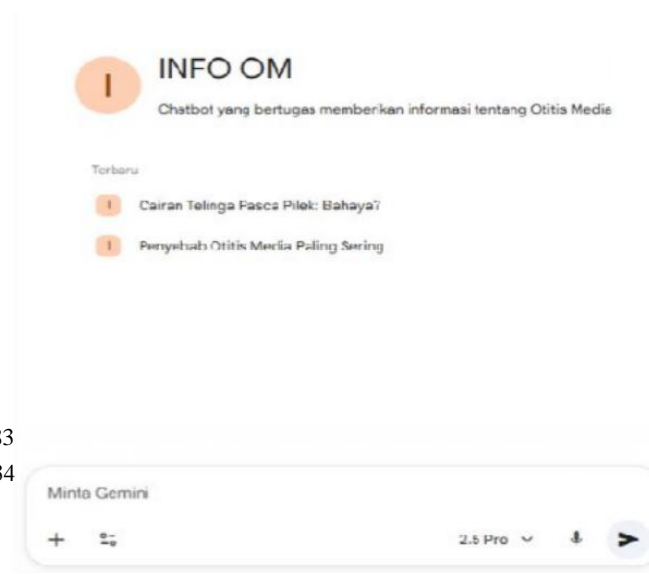 I
INFO OM
Chatbot yang bertugas memberikan informasi tentang Otitis Media
Terbaru
I Cairan Telinga Pasca Pilek: Bahaya?
I Penyebab Otitis Media Paling Sering
33
34
Minta Gemini
2.5 Pro